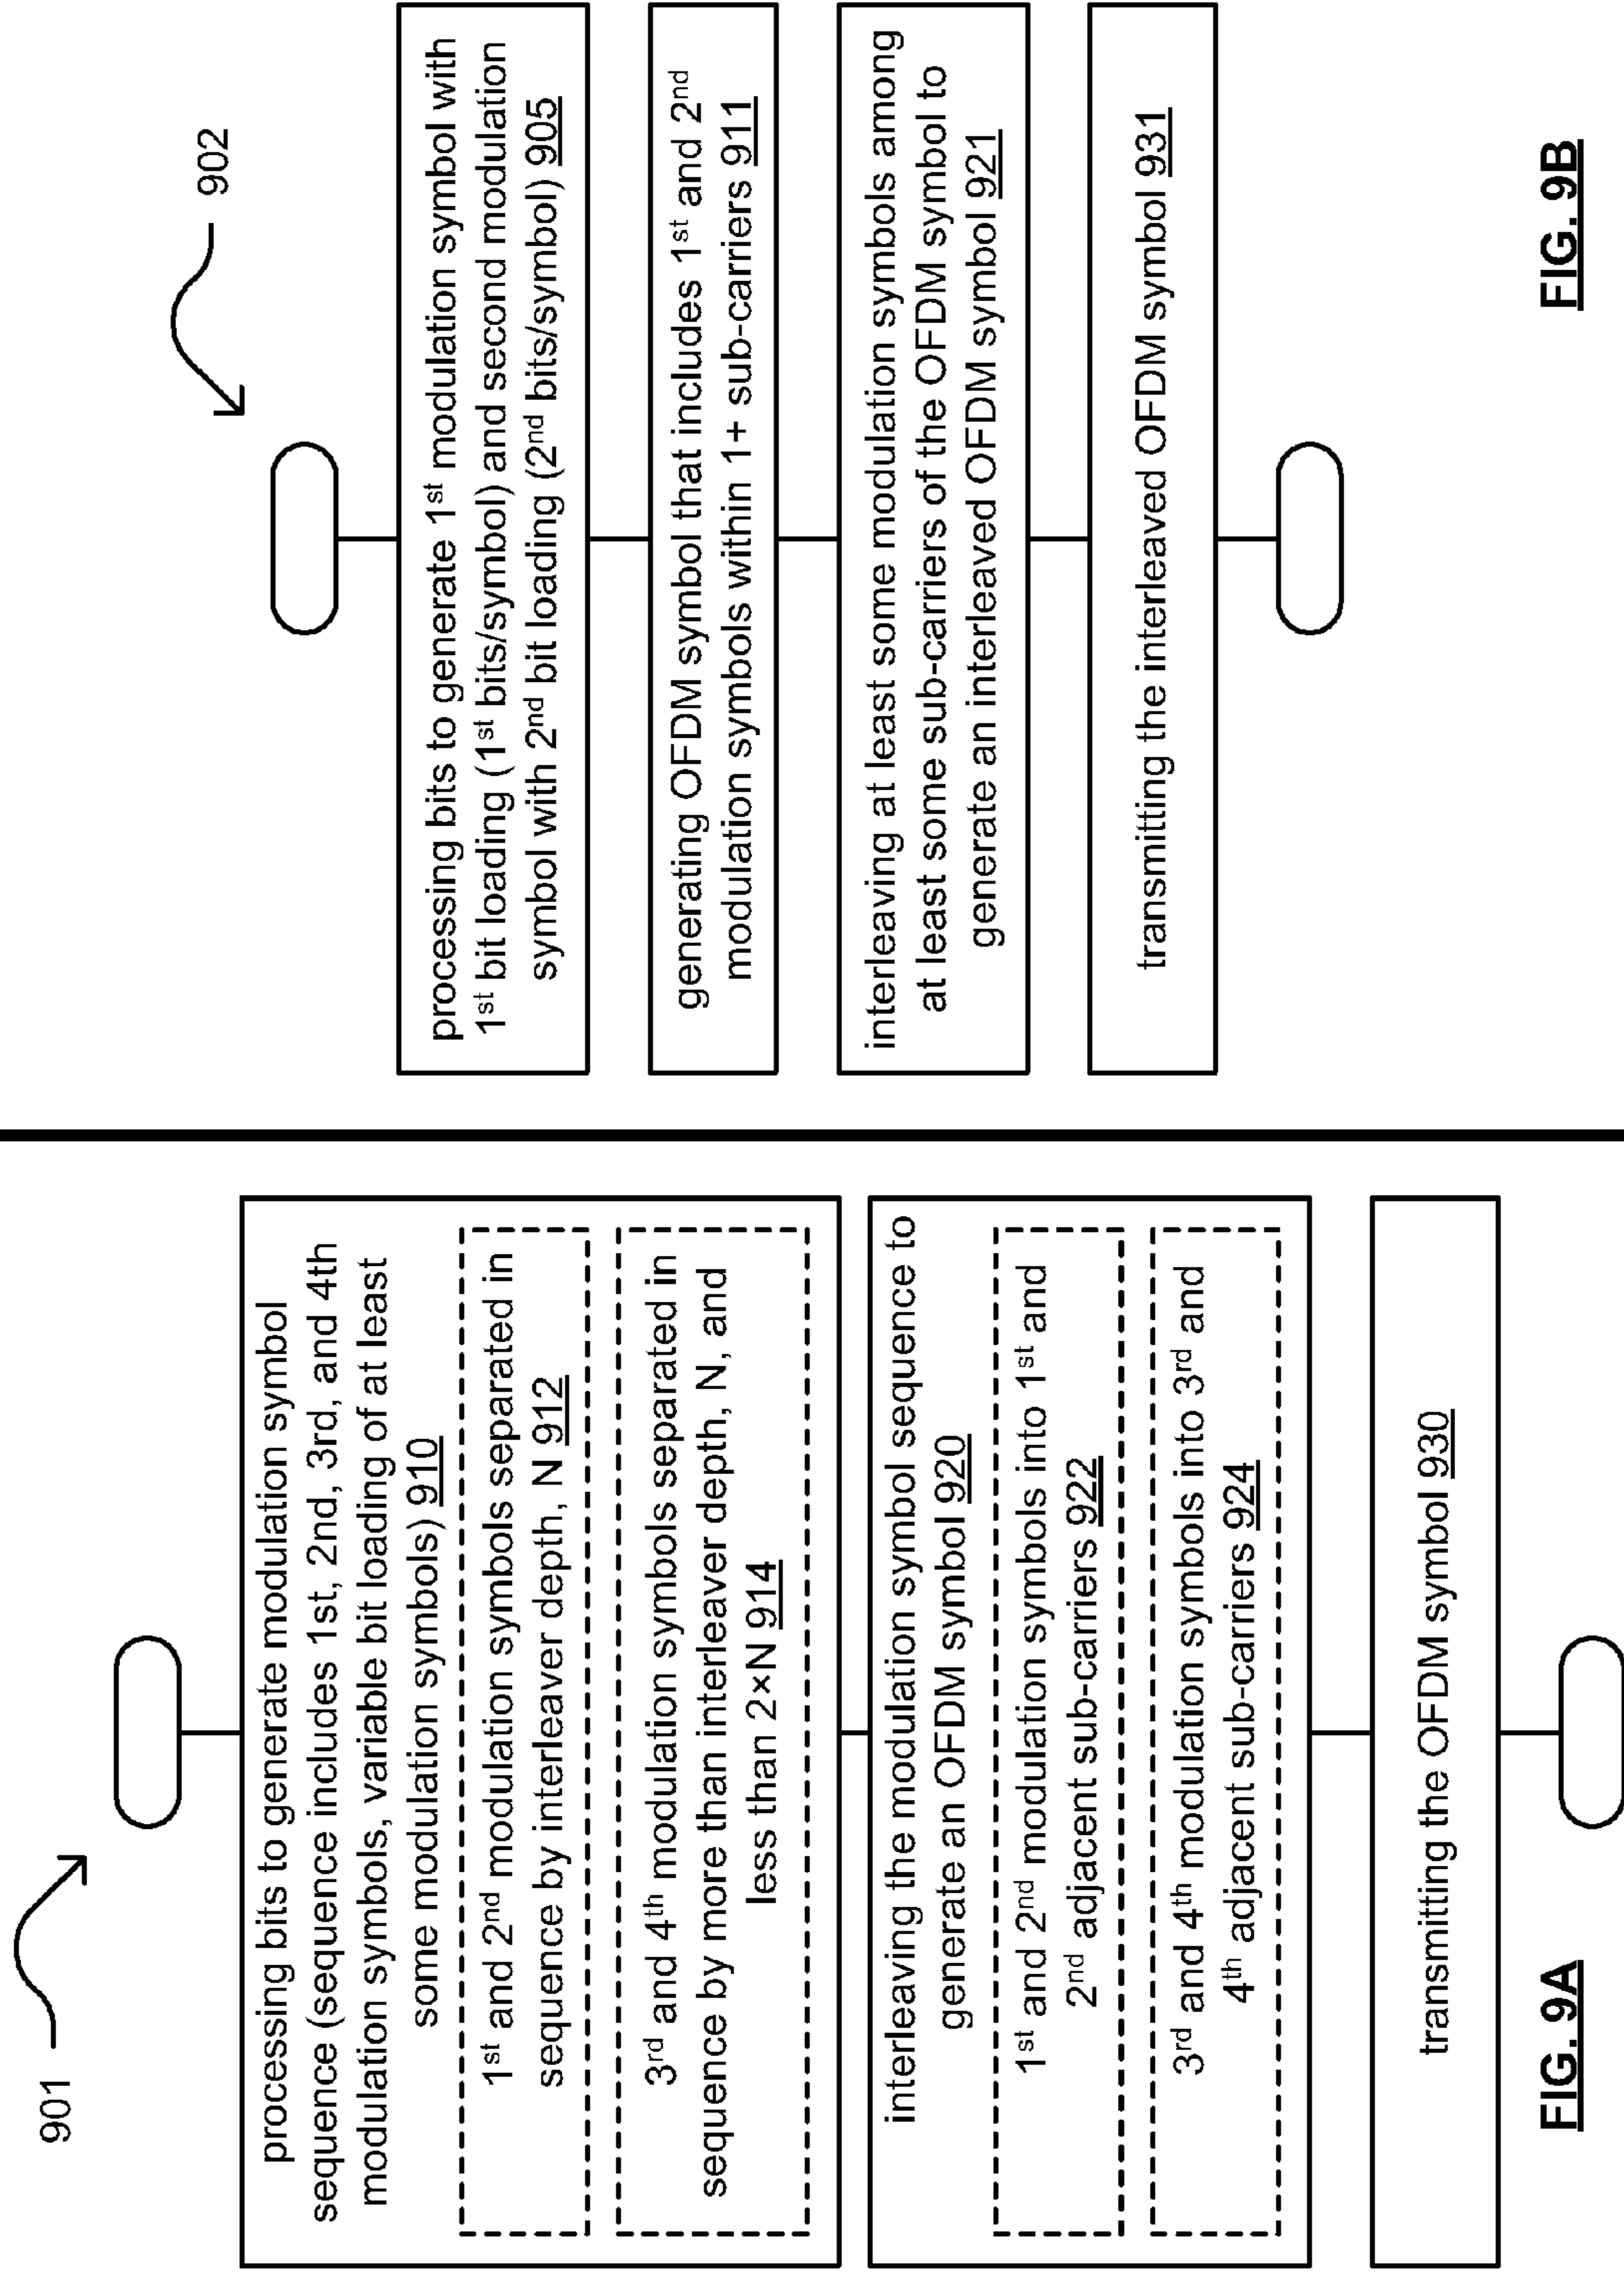 901
processing bits to generate modulation symbol
sequence (sequence includes 1st, 2nd, 3rd, and 4th
modulation symbols, variable bit loading of at least
some modulation symbols) 910
1st and 2nd modulation symbols separated in
sequence by interleaver depth, N 912
3rd and 4th modulation symbols separated in
sequence by more than interleaver depth, N, and
less than 2×N 914
interleaving the modulation symbol sequence to
generate an OFDM symbol 920
1st and 2nd modulation symbols into 1st and
2nd adjacent sub-carriers 922
3rd and 4th modulation symbols into 3rd and
4th adjacent sub-carriers 924
transmitting the OFDM symbol 930
FIG. 9A
902
processing bits to generate 1st modulation symbol with
1st bit loading (1st bits/symbol) and second modulation
symbol with 2nd bit loading (2nd bits/symbol) 905
generating OFDM symbol that includes 1st and 2nd
modulation symbols within 1+ sub-carriers 911
interleaving at least some modulation symbols among
at least some sub-carriers of the OFDM symbol to
generate an interleaved OFDM symbol 921
transmitting the interleaved OFDM symbol 931
FIG. 9B